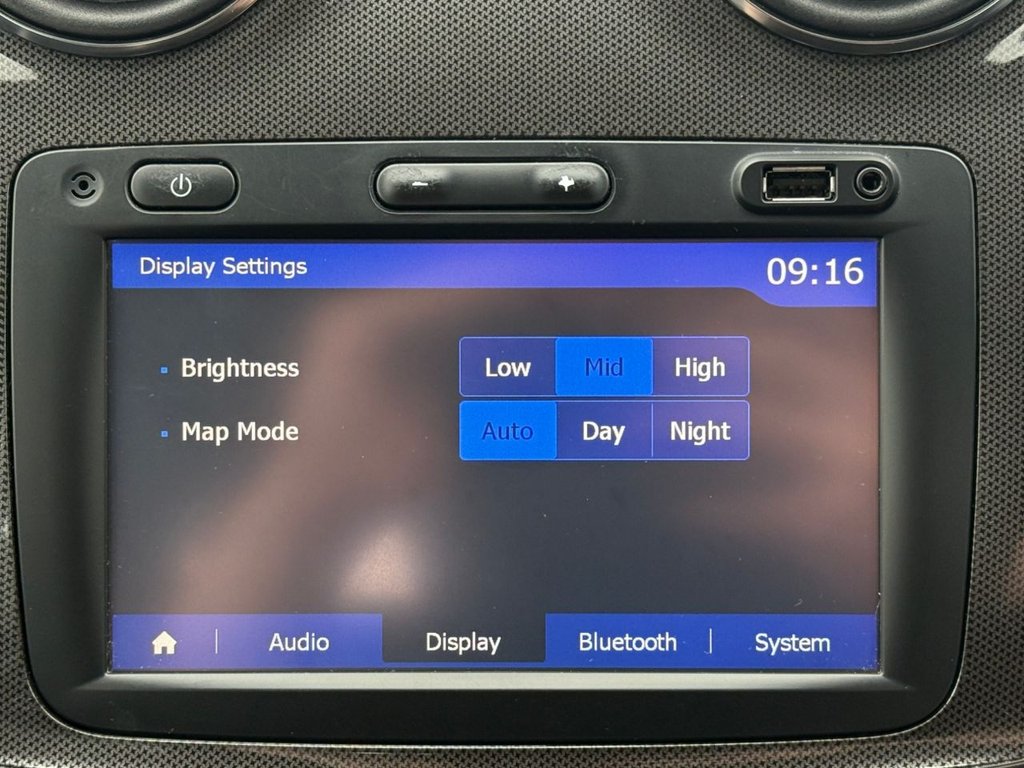 Display Settings
09:16
Brightness
Low Mid High
Map Mode
Auto Day Night
Audio Display Bluetooth System